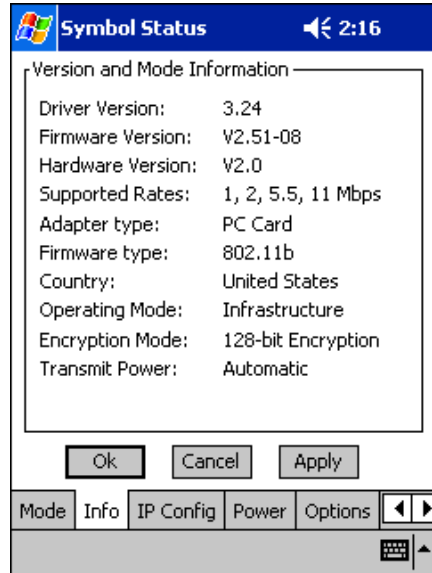 Symbol Status 2:16
Version and Mode Information
Driver Version: 3.24
Firmware Version: V2.51-08
Hardware Version: V2.0
Supported Rates: 1, 2, 5.5, 11 Mbps
Adapter type: PC Card
Firmware type: 802.11b
Country: United States
Operating Mode: Infrastructure
Encryption Mode: 128-bit Encryption
Transmit Power: Automatic
Ok Cancel Apply
Mode Info IP Config Power Options